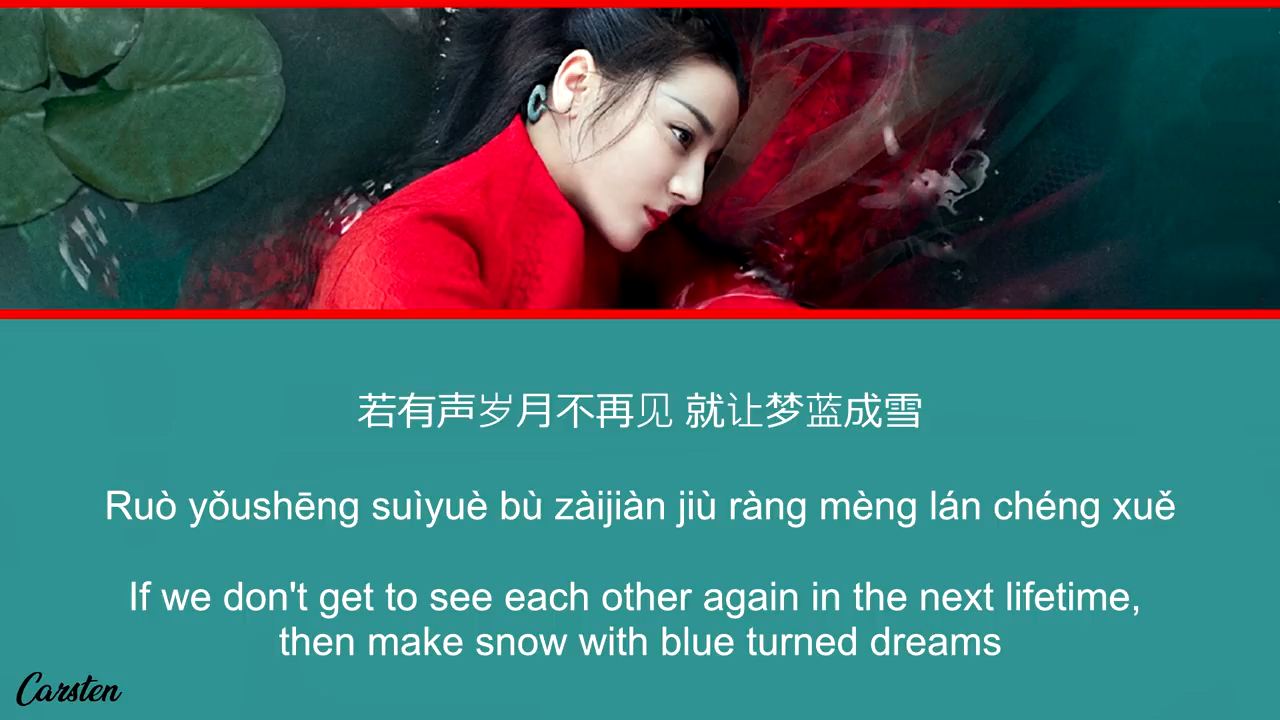 若有声岁月不再见 就让梦蓝成雪
Ruò yǒushēng suìyuè bù zàijiàn jiù ràng mèng lán chéng xuě
If we don't get to see each other again in the next lifetime,
then make snow with blue turned dreams
Carsten